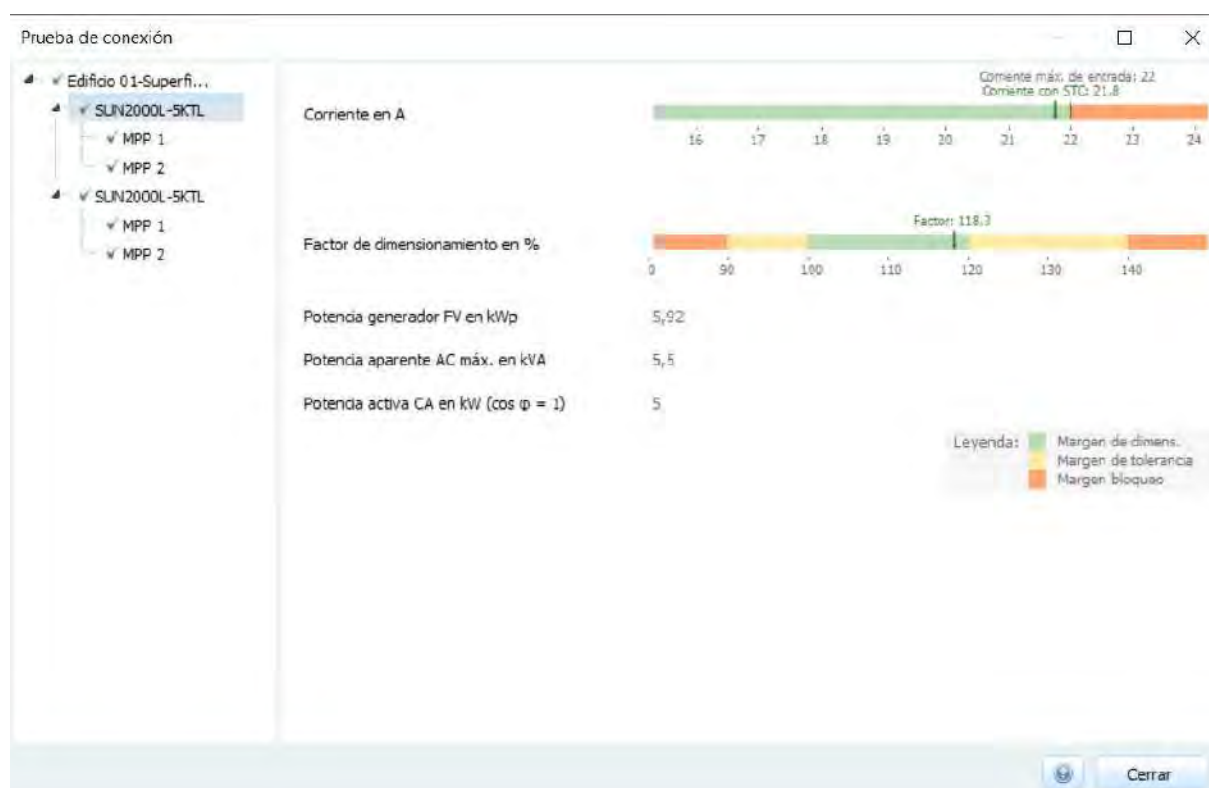 Prueba de conexión
Edificio 01-Superfi...
SUN2000L-5KTL
MPP 1
MPP 2
SUN2000L-5KTL
MPP 1
MPP 2
Corriente máx. de entrada: 22
Corriente con STC: 21.8
Corriente en A
16 17 18 19 20 21 22 23 24
Factor: 118.3
Factor de dimensionamiento en %
0 90 100 110 120 130 140
Potencia generador FV en kWp 5,92
Potencia aparente AC máx. en kVA 5,5
Potencia activa CA en kW (cos φ = 1) 5
Leyenda: Margen de dimens.
Margen de tolerancia
Margen bloqueo
Cerrar